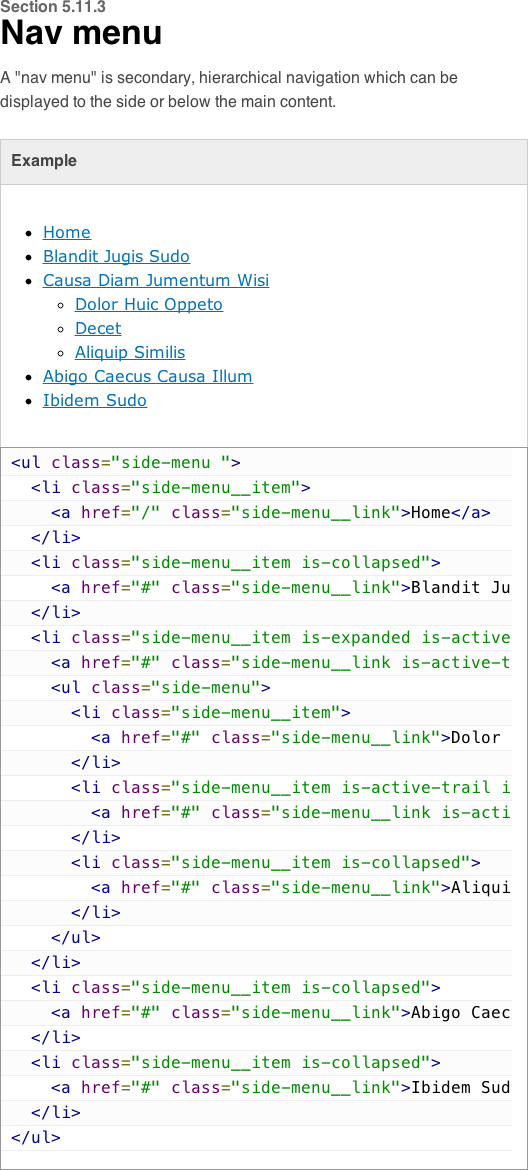 Section 5.11.3
Nav menu
A "nav menu" is secondary, hierarchical navigation which can be
displayed to the side or below the main content.
Example
Home
Blandit Jugis Sudo
Causa Diam Jumentum Wisi
Dolor Huic Oppeto
Decet
Aliquip Similis
Abigo Caecus Causa Illum
Ibidem Sudo
<ul class="side-menu ">
<li class="side-menu__item">
<a href="/" class="side-menu__link">Home</a>
</li>
<li class="side-menu__item is-collapsed">
<a href="#" class="side-menu__link">Blandit Ju
</li>
<li class="side-menu__item is-expanded is-active
<a href="#" class="side-menu__link is-active-t
<ul class="side-menu">
<li class="side-menu__item">
<a href="#" class="side-menu__link">Dolor
</li>
<li class="side-menu__item is-active-trail i
<a href="#" class="side-menu__link is-acti
</li>
<li class="side-menu__item is-collapsed">
<a href="#" class="side-menu__link">Aliqui
</li>
</ul>
</li>
<li class="side-menu__item is-collapsed">
<a href="#" class="side-menu__link">Abigo Caec
</li>
<li class="side-menu__item is-collapsed">
<a href="#" class="side-menu__link">Ibidem Sud
</li>
</ul>